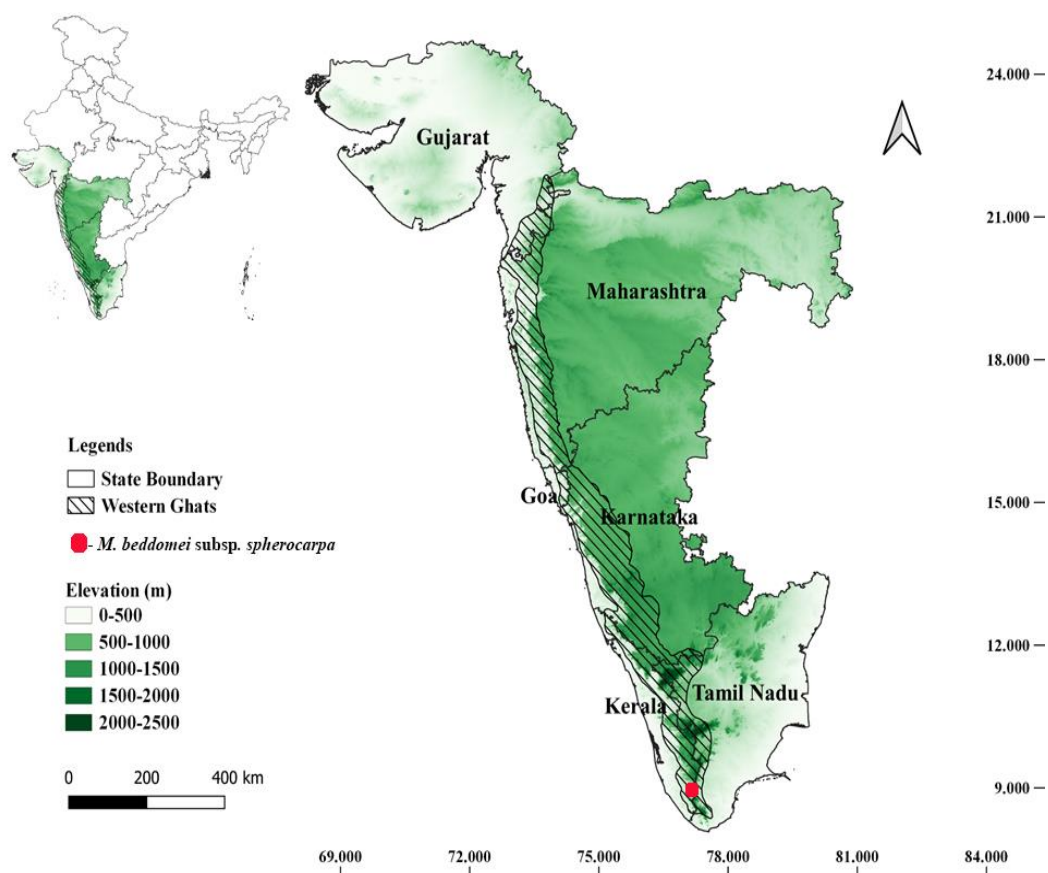 24.000
Gujarat
21.000
Maharashtra
18.000
Legends
State Boundary
Western Ghats
- M. beddomei subsp. spherocarpa
Goa
Karnataka
15.000
Elevation (m)
0-500
500-1000
1000-1500
1500-2000
2000-2500
12.000
Kerala
Tamil Nadu
0 200 400 km
9.000
69.000 72.000 75.000 78.000 81.000 84.000